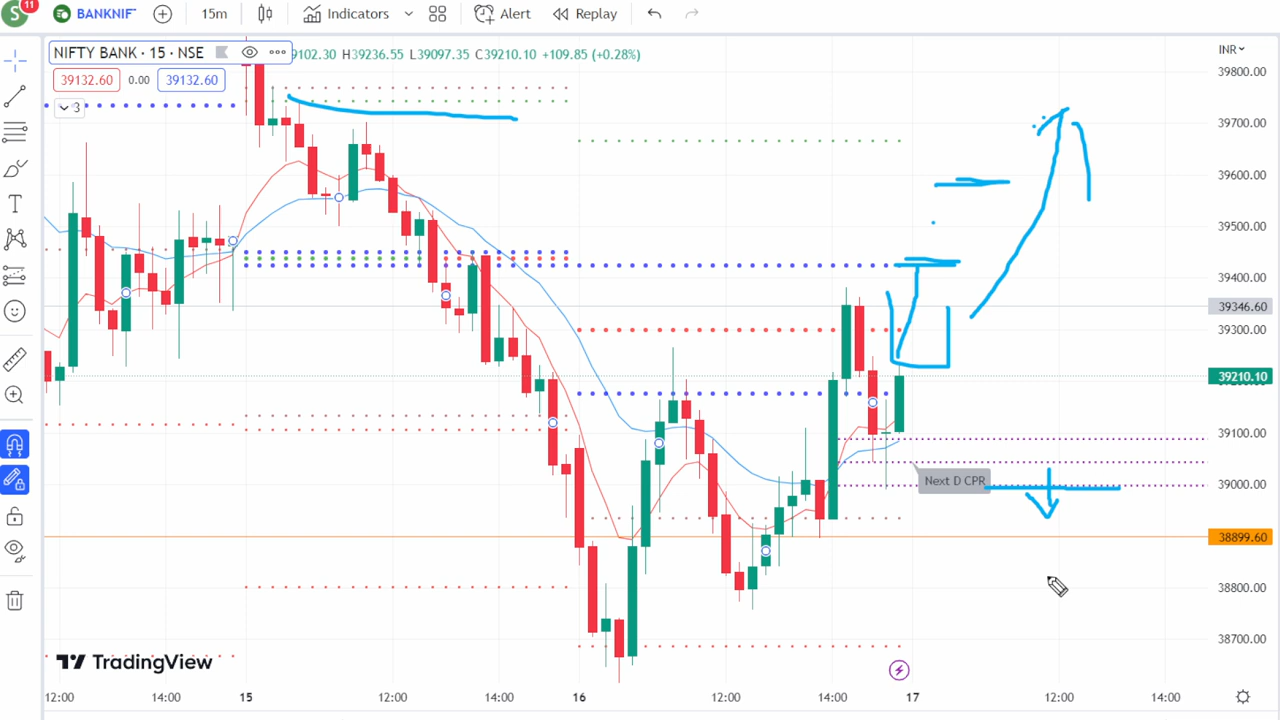 S 11 BANKNIF 15m Indicators Alert Replay
NIFTY BANK · 15 · NSE 39102.30 H39236.55 L39097.35 C39210.10 +109.85 (+0.28%)
INR
39132.60 0.00 39132.60
3
39800.00
39700.00
39600.00
39500.00
39400.00
39346.60
39300.00
39210.10
39100.00
Next D CPR
39000.00
38899.60
38800.00
38700.00
TradingView
12:00 14:00 15 12:00 14:00 16 12:00 14:00 17 12:00 14:00